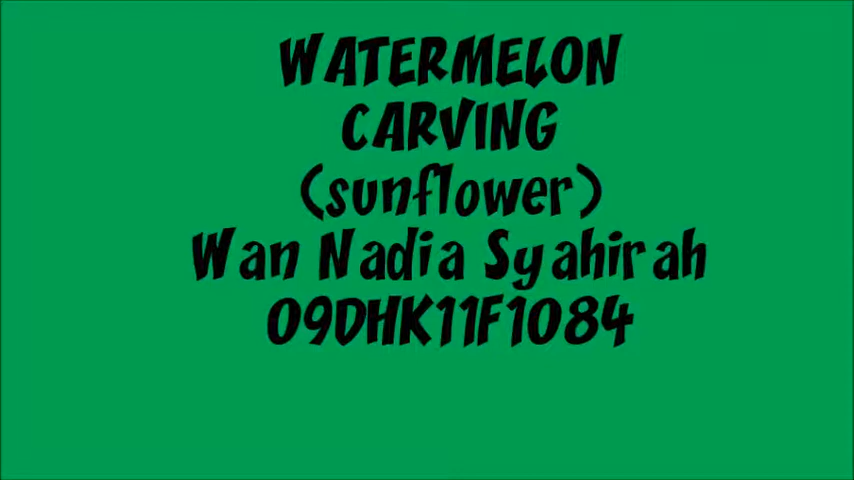 WATERMELON
CARVING
(sunflower)
Wan Nadia Syahirah
09DHK11F1084